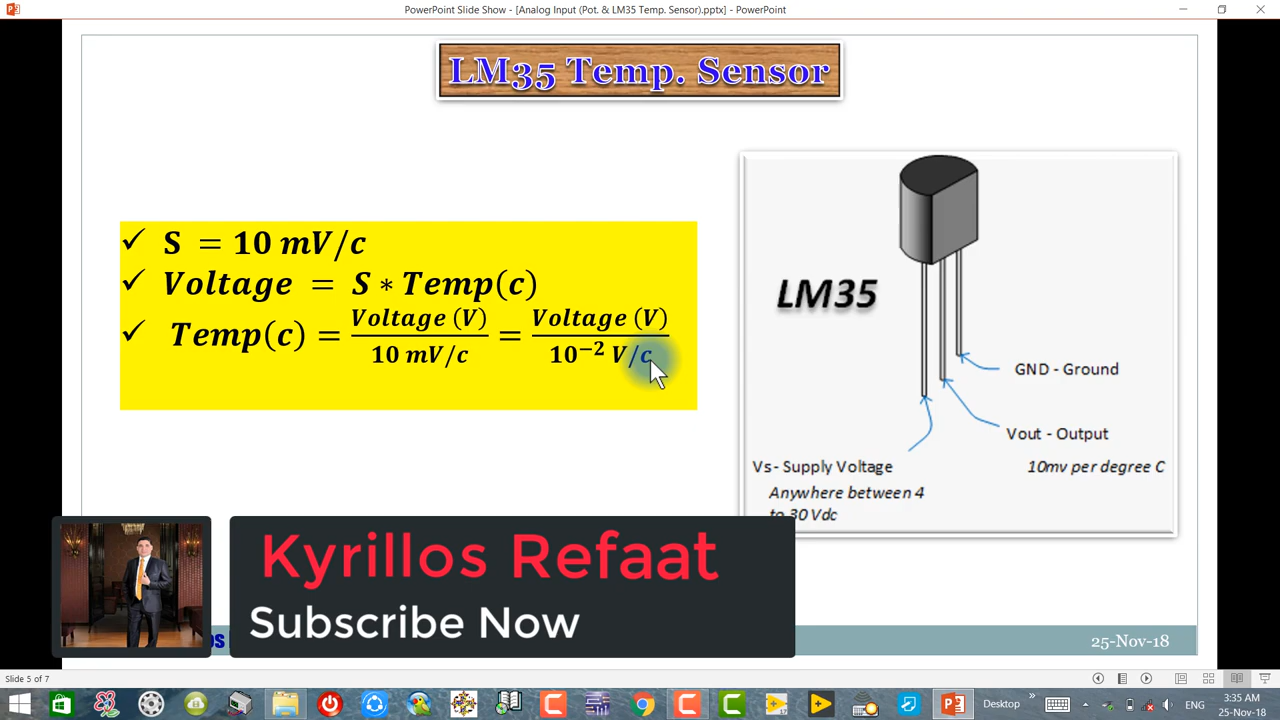 PowerPoint Slide Show - [Analog Input (Pot. & LM35 Temp. Sensor).pptx] - PowerPoint
LM35 Temp. Sensor
✓ S = 10 mV/c
✓ Voltage = S * Temp(c)
✓ Temp(c) = Voltage (V) / 10 mV/c = Voltage (V) / 10⁻² V/c
LM35
GND - Ground
Vout - Output
10mv per degree C
Vs- Supply Voltage
Anywhere between 4
to 30 Vdc
Kyrillos Refaat
Subscribe Now
25-Nov-18
Slide 5 of 7
Desktop
ENG
3:35 AM
25-Nov-18